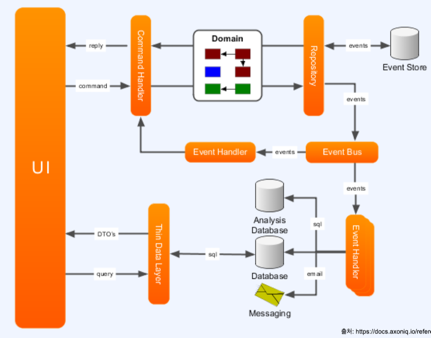 UI
reply
command
Command Handler
Domain
Repository
events
Event Store
events
Event Handler
events
Event Bus
events
DTO's
query
Thin Data Layer
sql
Analysis
Database
Database
Messaging
sql
email
Event Handler
출처: https://docs.axoniq.io/refere